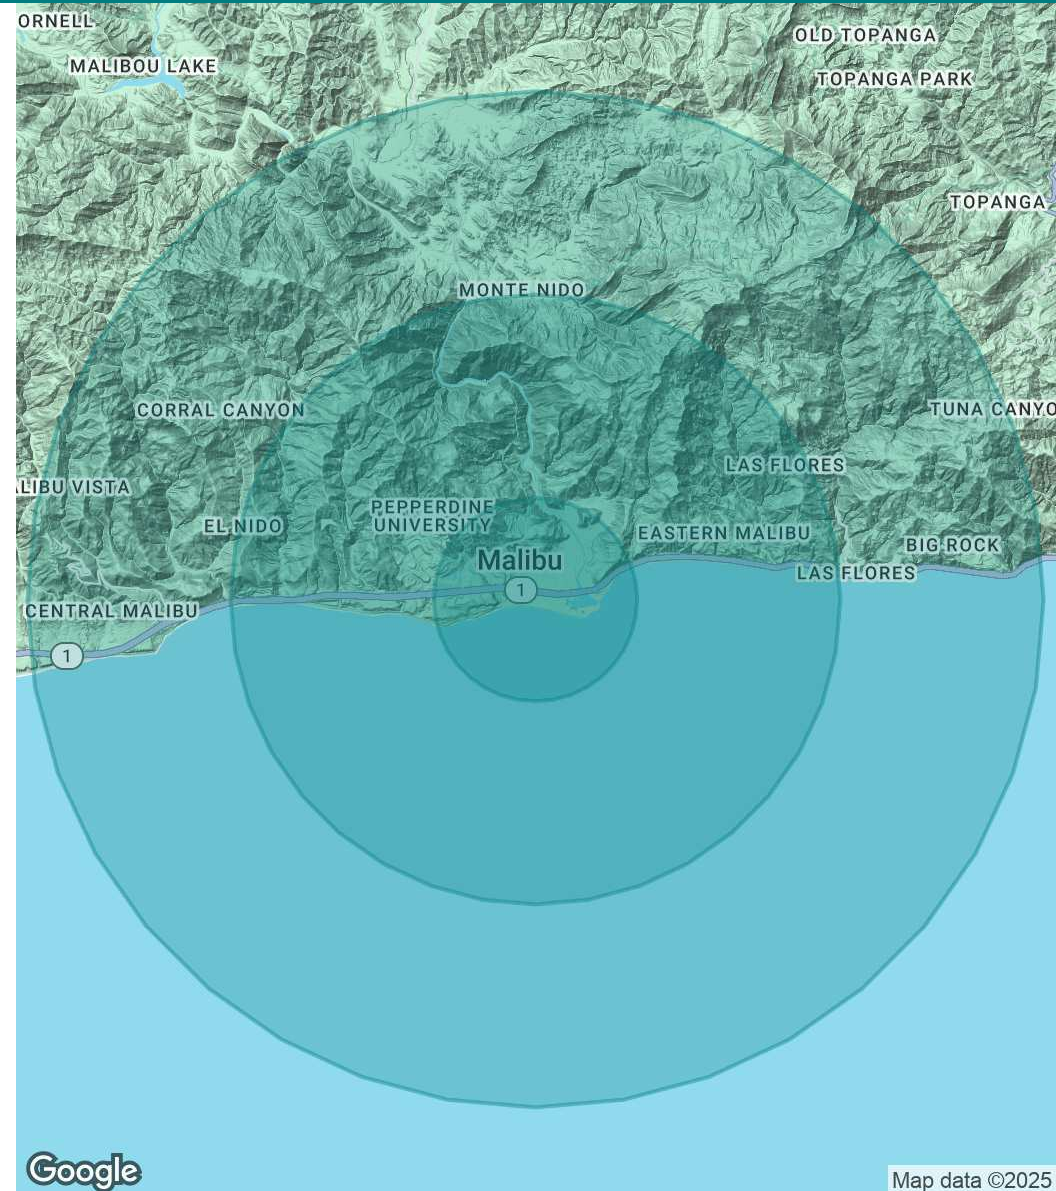 ORNELL
OLD TOPANGA
MALIBOU LAKE
TOPANGA PARK
TOPANGA
MONTE NIDO
CORRAL CANYON
TUNA CANYO
LAS FLORES
ALIBU VISTA
PEPPERDINE
UNIVERSITY
EL NIDO
EASTERN MALIBU
BIG ROCK
Malibu
LAS FLORES
1
CENTRAL MALIBU
1
Google
Map data ©2025